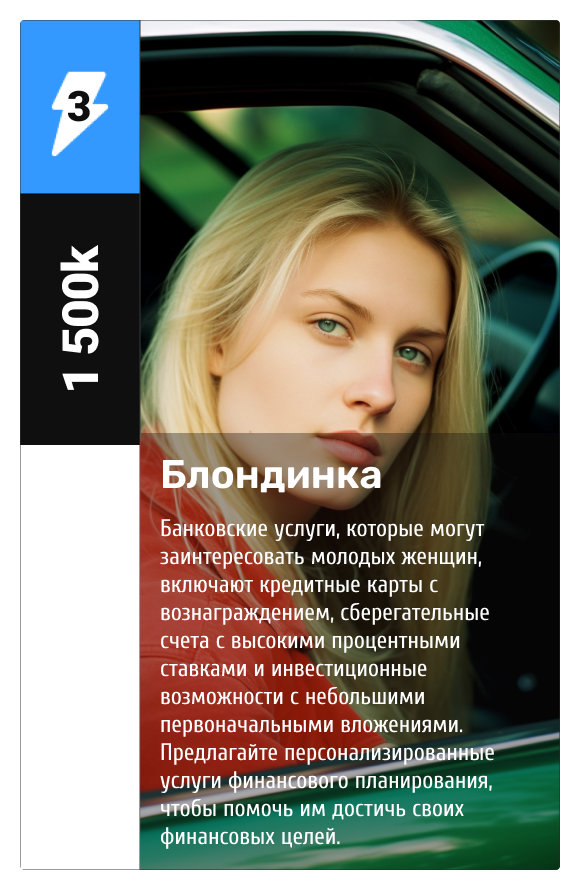 3
1 500k
Блондинка
Банковские услуги, которые могут
заинтересовать молодых женщин,
включают кредитные карты с
вознаграждением, сберегательные
счета с высокими процентными
ставками и инвестиционные
возможности с небольшими
первоначальными вложениями.
Предлагайте персонализированные
услуги финансового планирования,
чтобы помочь им достичь своих
финансовых целей.